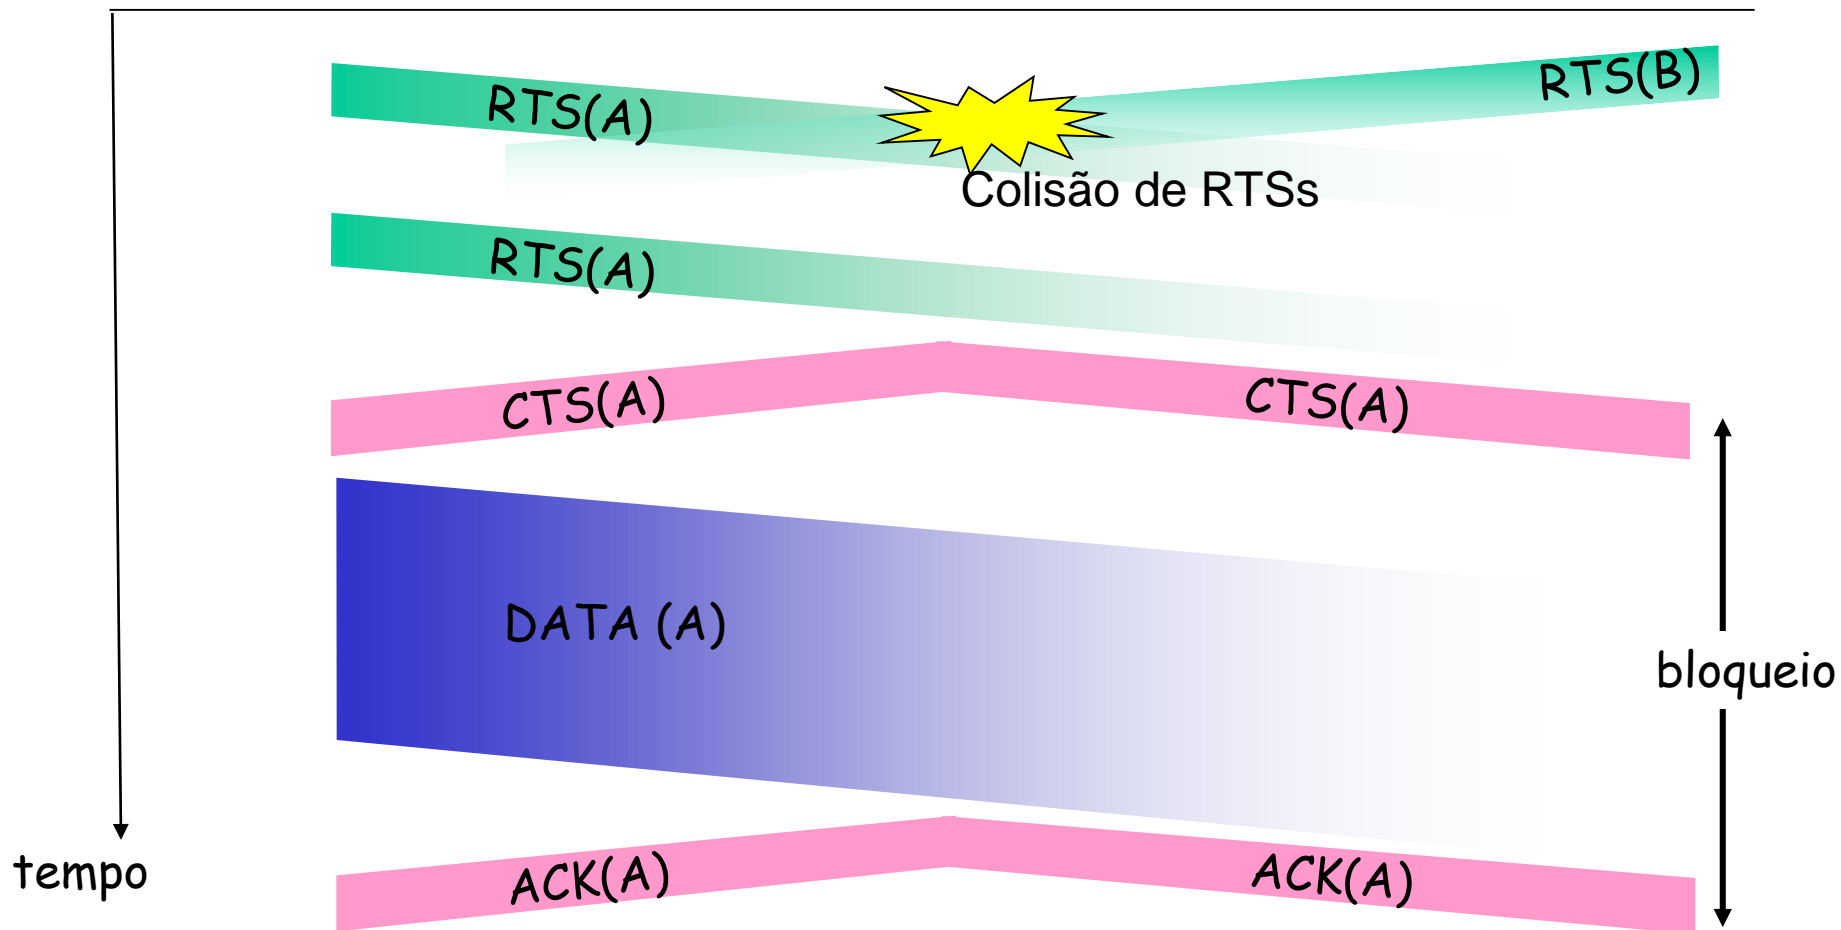 RTS(A)
RTS(B)
Colisão de RTSs
RTS(A)
CTS(A)
CTS(A)
DATA (A)
bloqueio
tempo
ACK(A)
ACK(A)